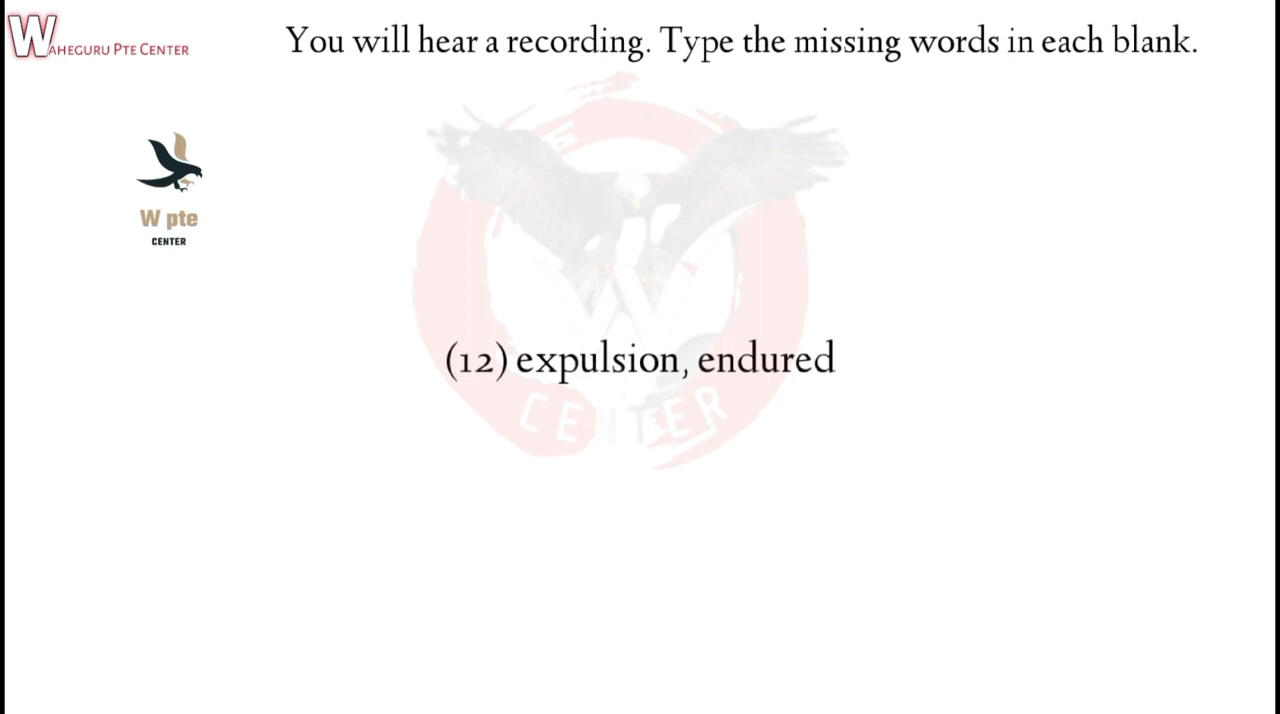 WAHEGURU PTE CENTER
You will hear a recording. Type the missing words in each blank.
W pte
CENTER
(12) expulsion, endured
CENTER